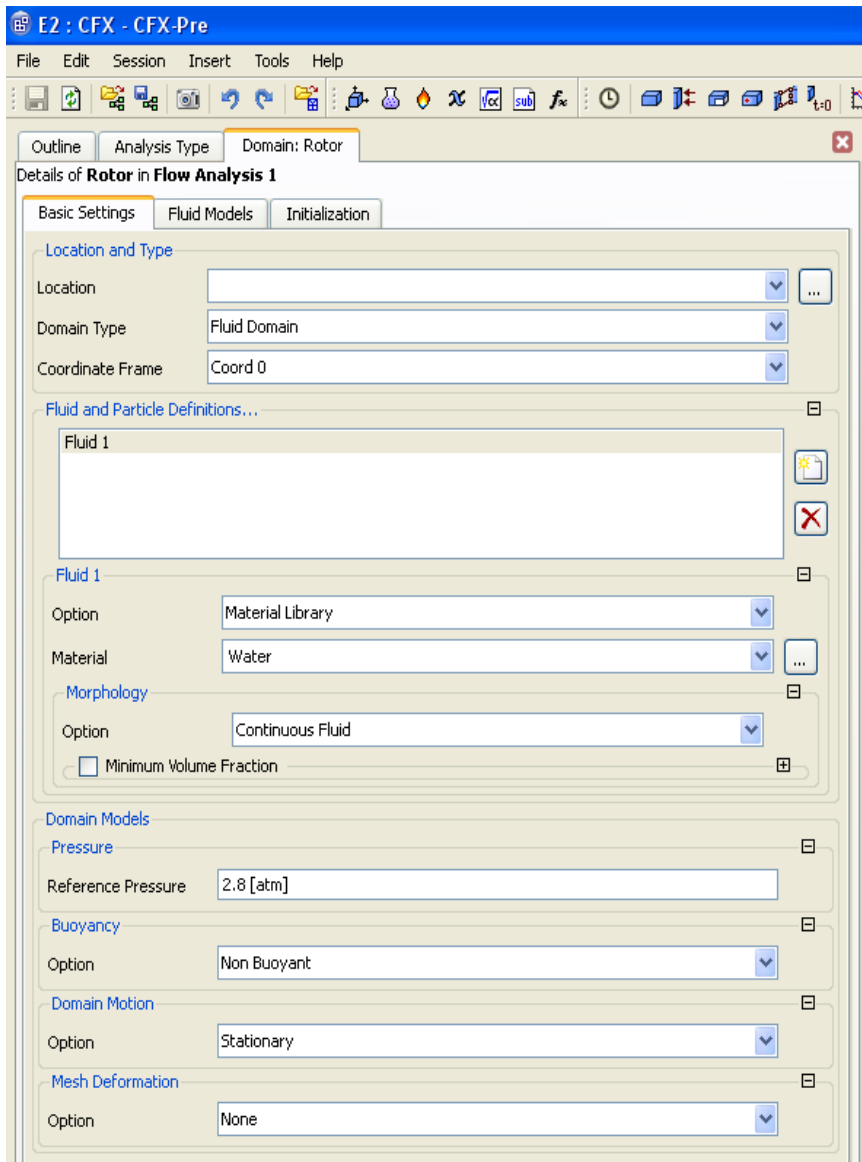 E2 : CFX - CFX-Pre
File Edit Session Insert Tools Help
√α sub fx t=0
Outline Analysis Type Domain: Rotor
Details of Rotor in Flow Analysis 1
Basic Settings Fluid Models Initialization
Location and Type
Location ...
Domain Type Fluid Domain
Coordinate Frame Coord 0
Fluid and Particle Definitions...
Fluid 1
Fluid 1
Option Material Library
Material Water ...
Morphology
Option Continuous Fluid
Minimum Volume Fraction
Domain Models
Pressure
Reference Pressure 2.8 [atm]
Buoyancy
Option Non Buoyant
Domain Motion
Option Stationary
Mesh Deformation
Option None